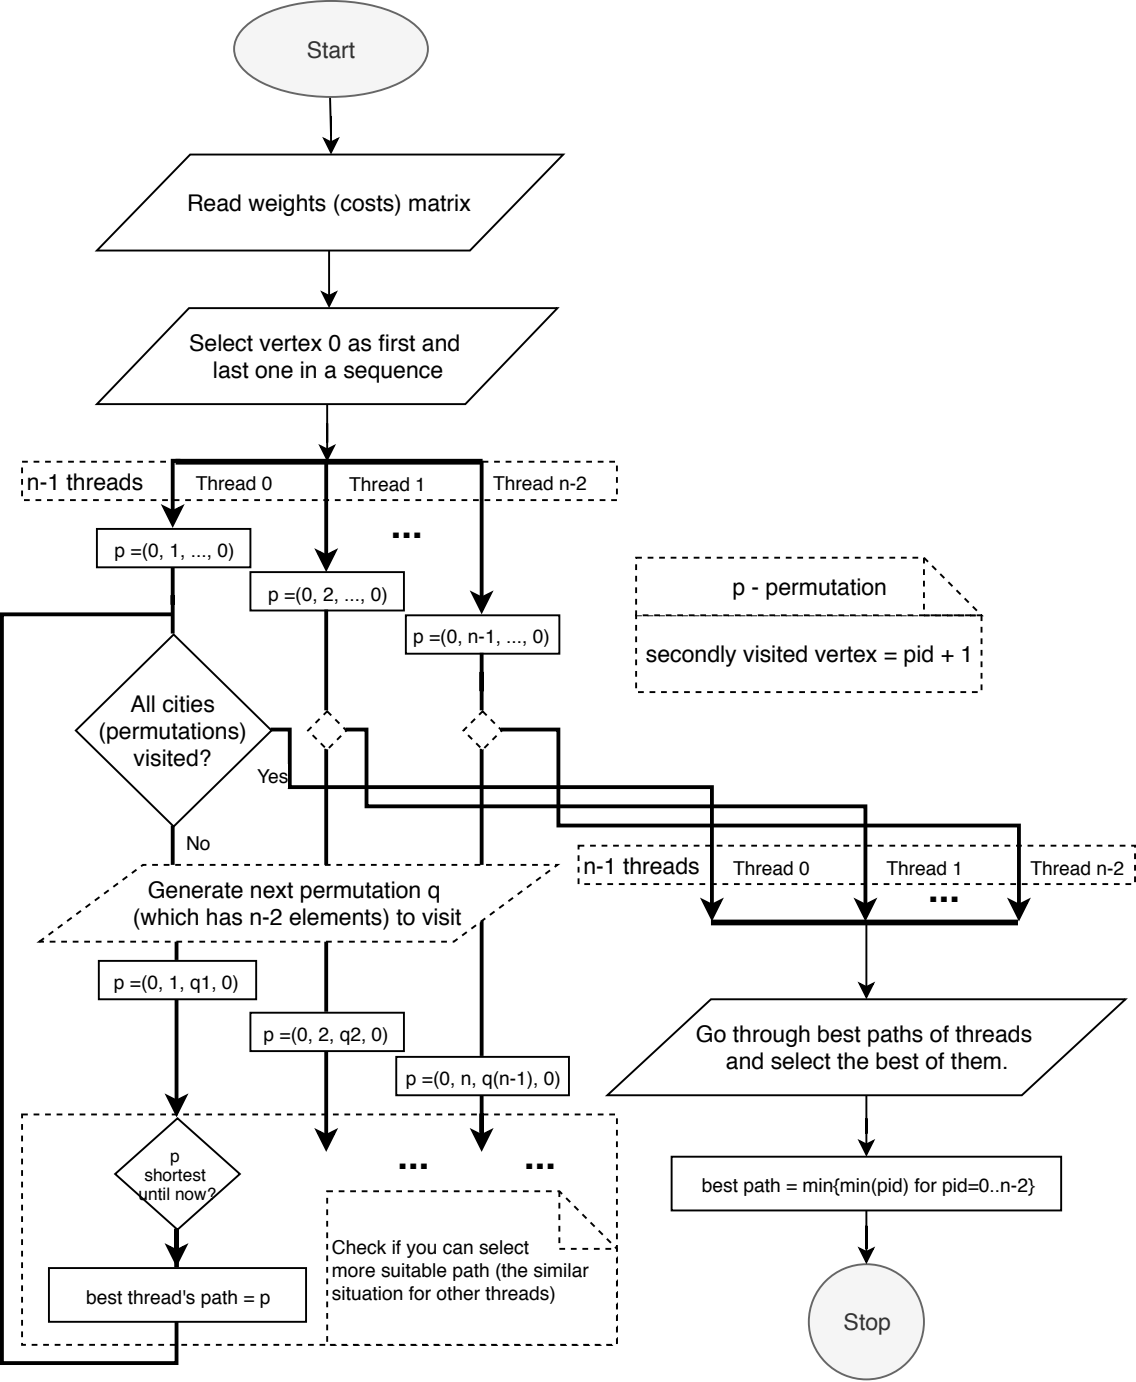 Start
Read weights (costs) matrix
Select vertex 0 as first and
last one in a sequence
n-1 threads
Thread 0
Thread 1
Thread n-2
p =(0, 1, ..., 0)
...
p =(0, 2, ..., 0)
p =(0, n-1, ..., 0)
p - permutation
secondly visited vertex = pid + 1
All cities
(permutations)
visited?
Yes
No
n-1 threads
Thread 0
Thread 1
Thread n-2
...
Generate next permutation q
(which has n-2 elements) to visit
p =(0, 1, q1, 0)
p =(0, 2, q2, 0)
p =(0, n, q(n-1), 0)
Go through best paths of threads
and select the best of them.
p
shortest
until now?
...
...
best path = min{min(pid) for pid=0..n-2}
Check if you can select
more suitable path (the similar
situation for other threads)
best thread's path = p
Stop